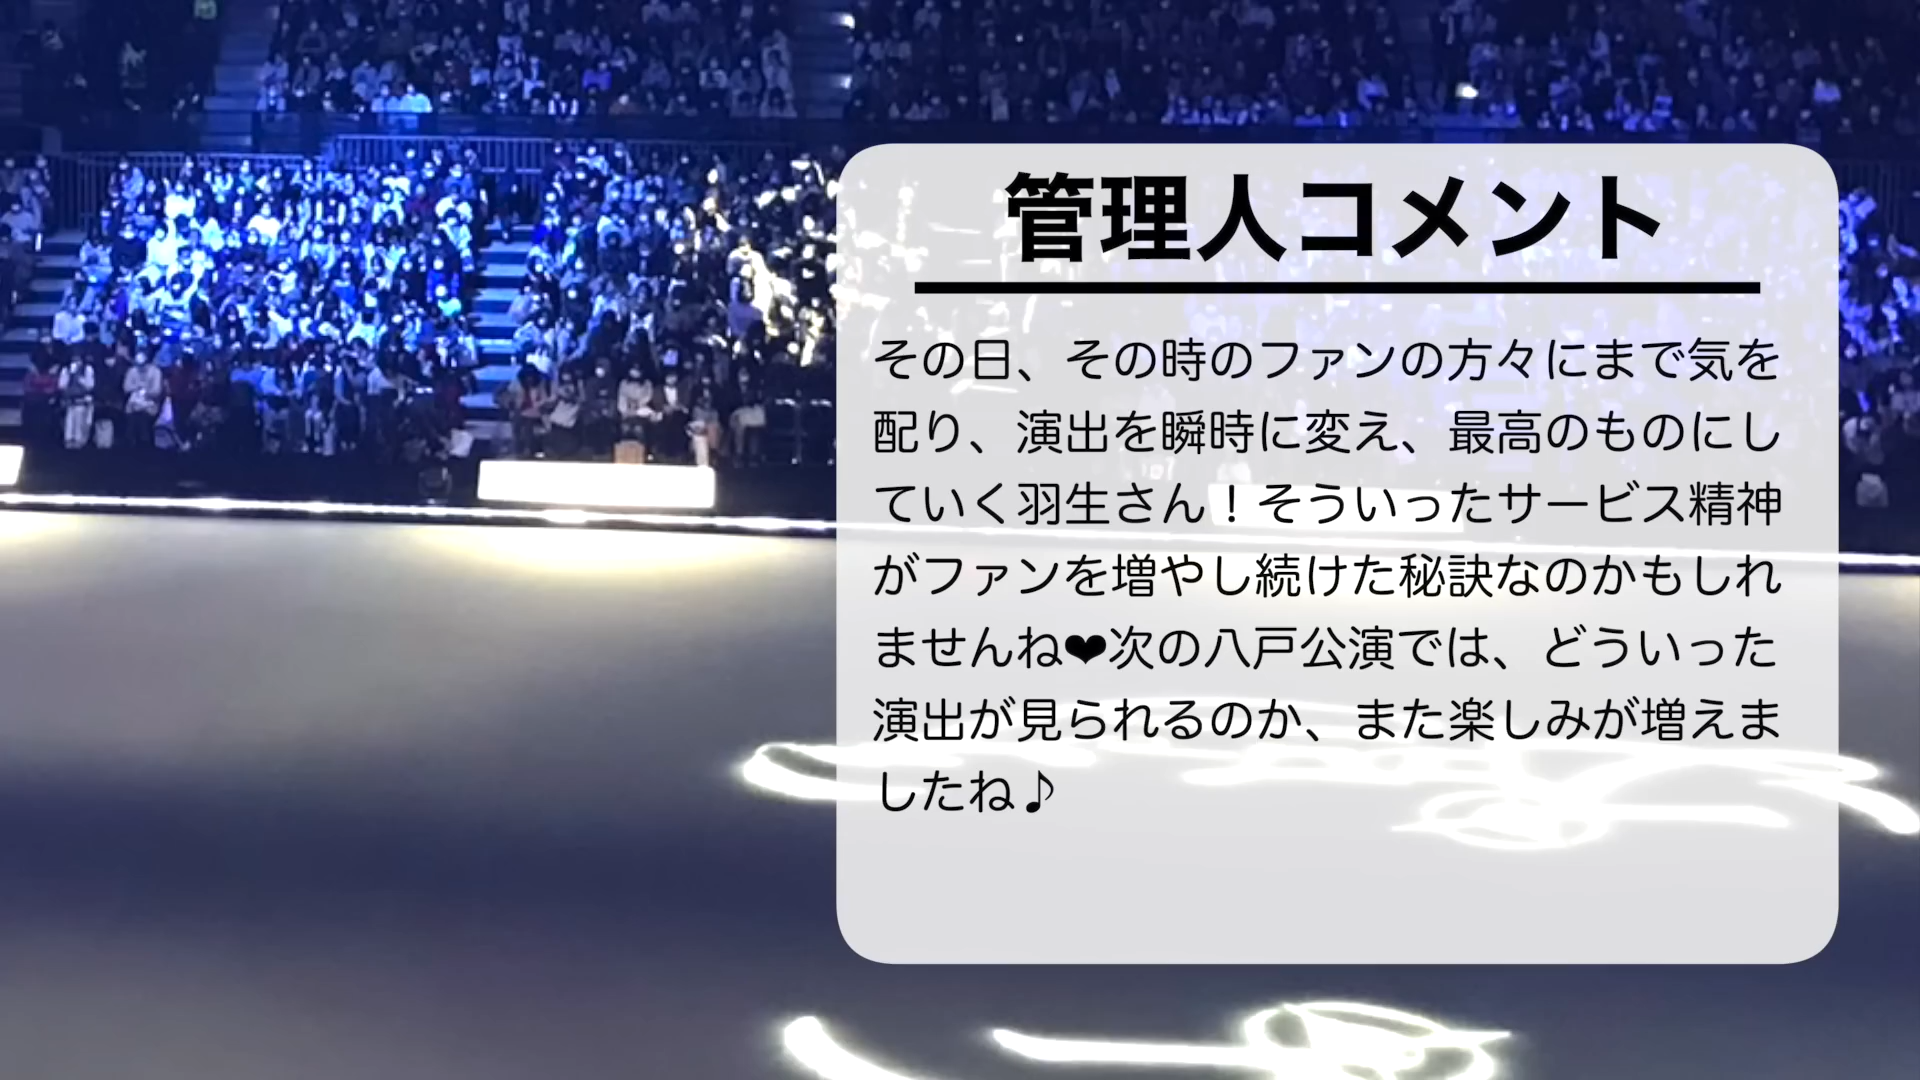 管理人コメント
その日、その時のファンの方々にまで気を
配り、演出を瞬時に変え、最高のものにし
ていく羽生さん！そういったサービス精神
がファンを増やし続けた秘訣なのかもしれ
ませんね❤次の八戸公演では、どういった
演出が見られるのか、また楽しみが増えま
したね♪